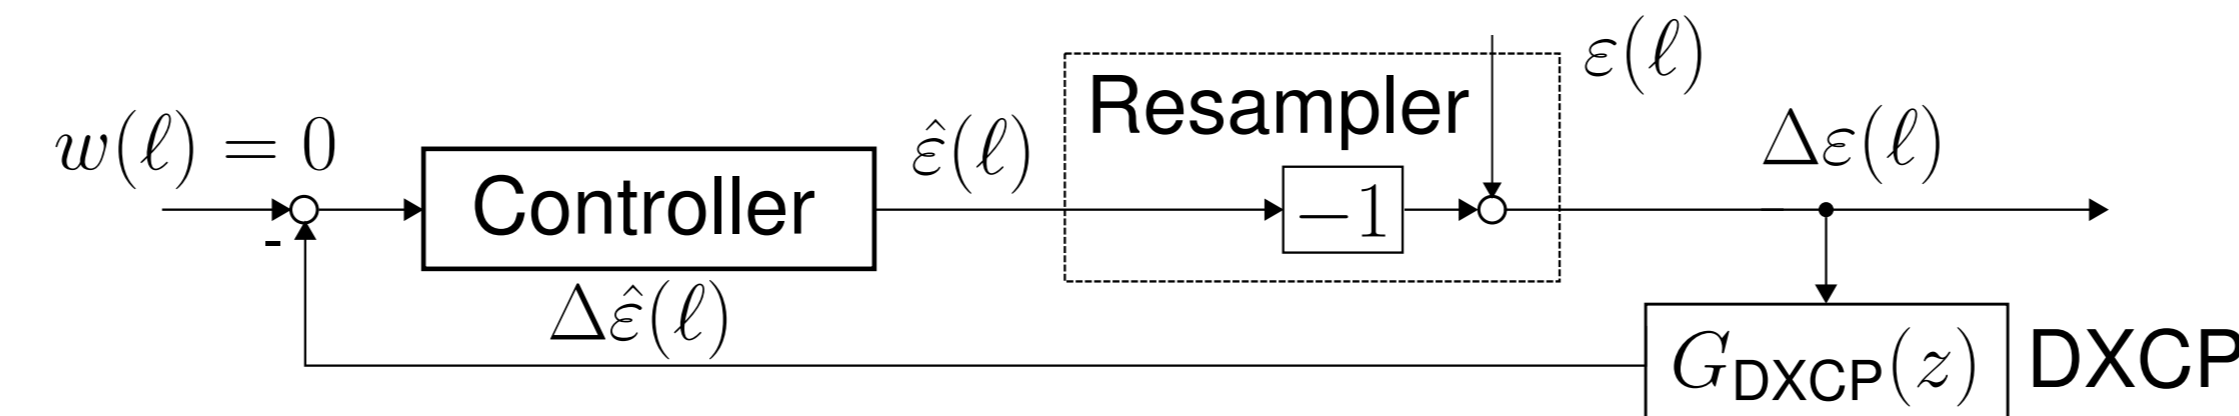 ε(ℓ)
Resampler
w(ℓ) = 0
ε̂(ℓ)
Δε(ℓ)
Controller
−1
-
Δε̂(ℓ)
G_DXCP(z)
DXCP